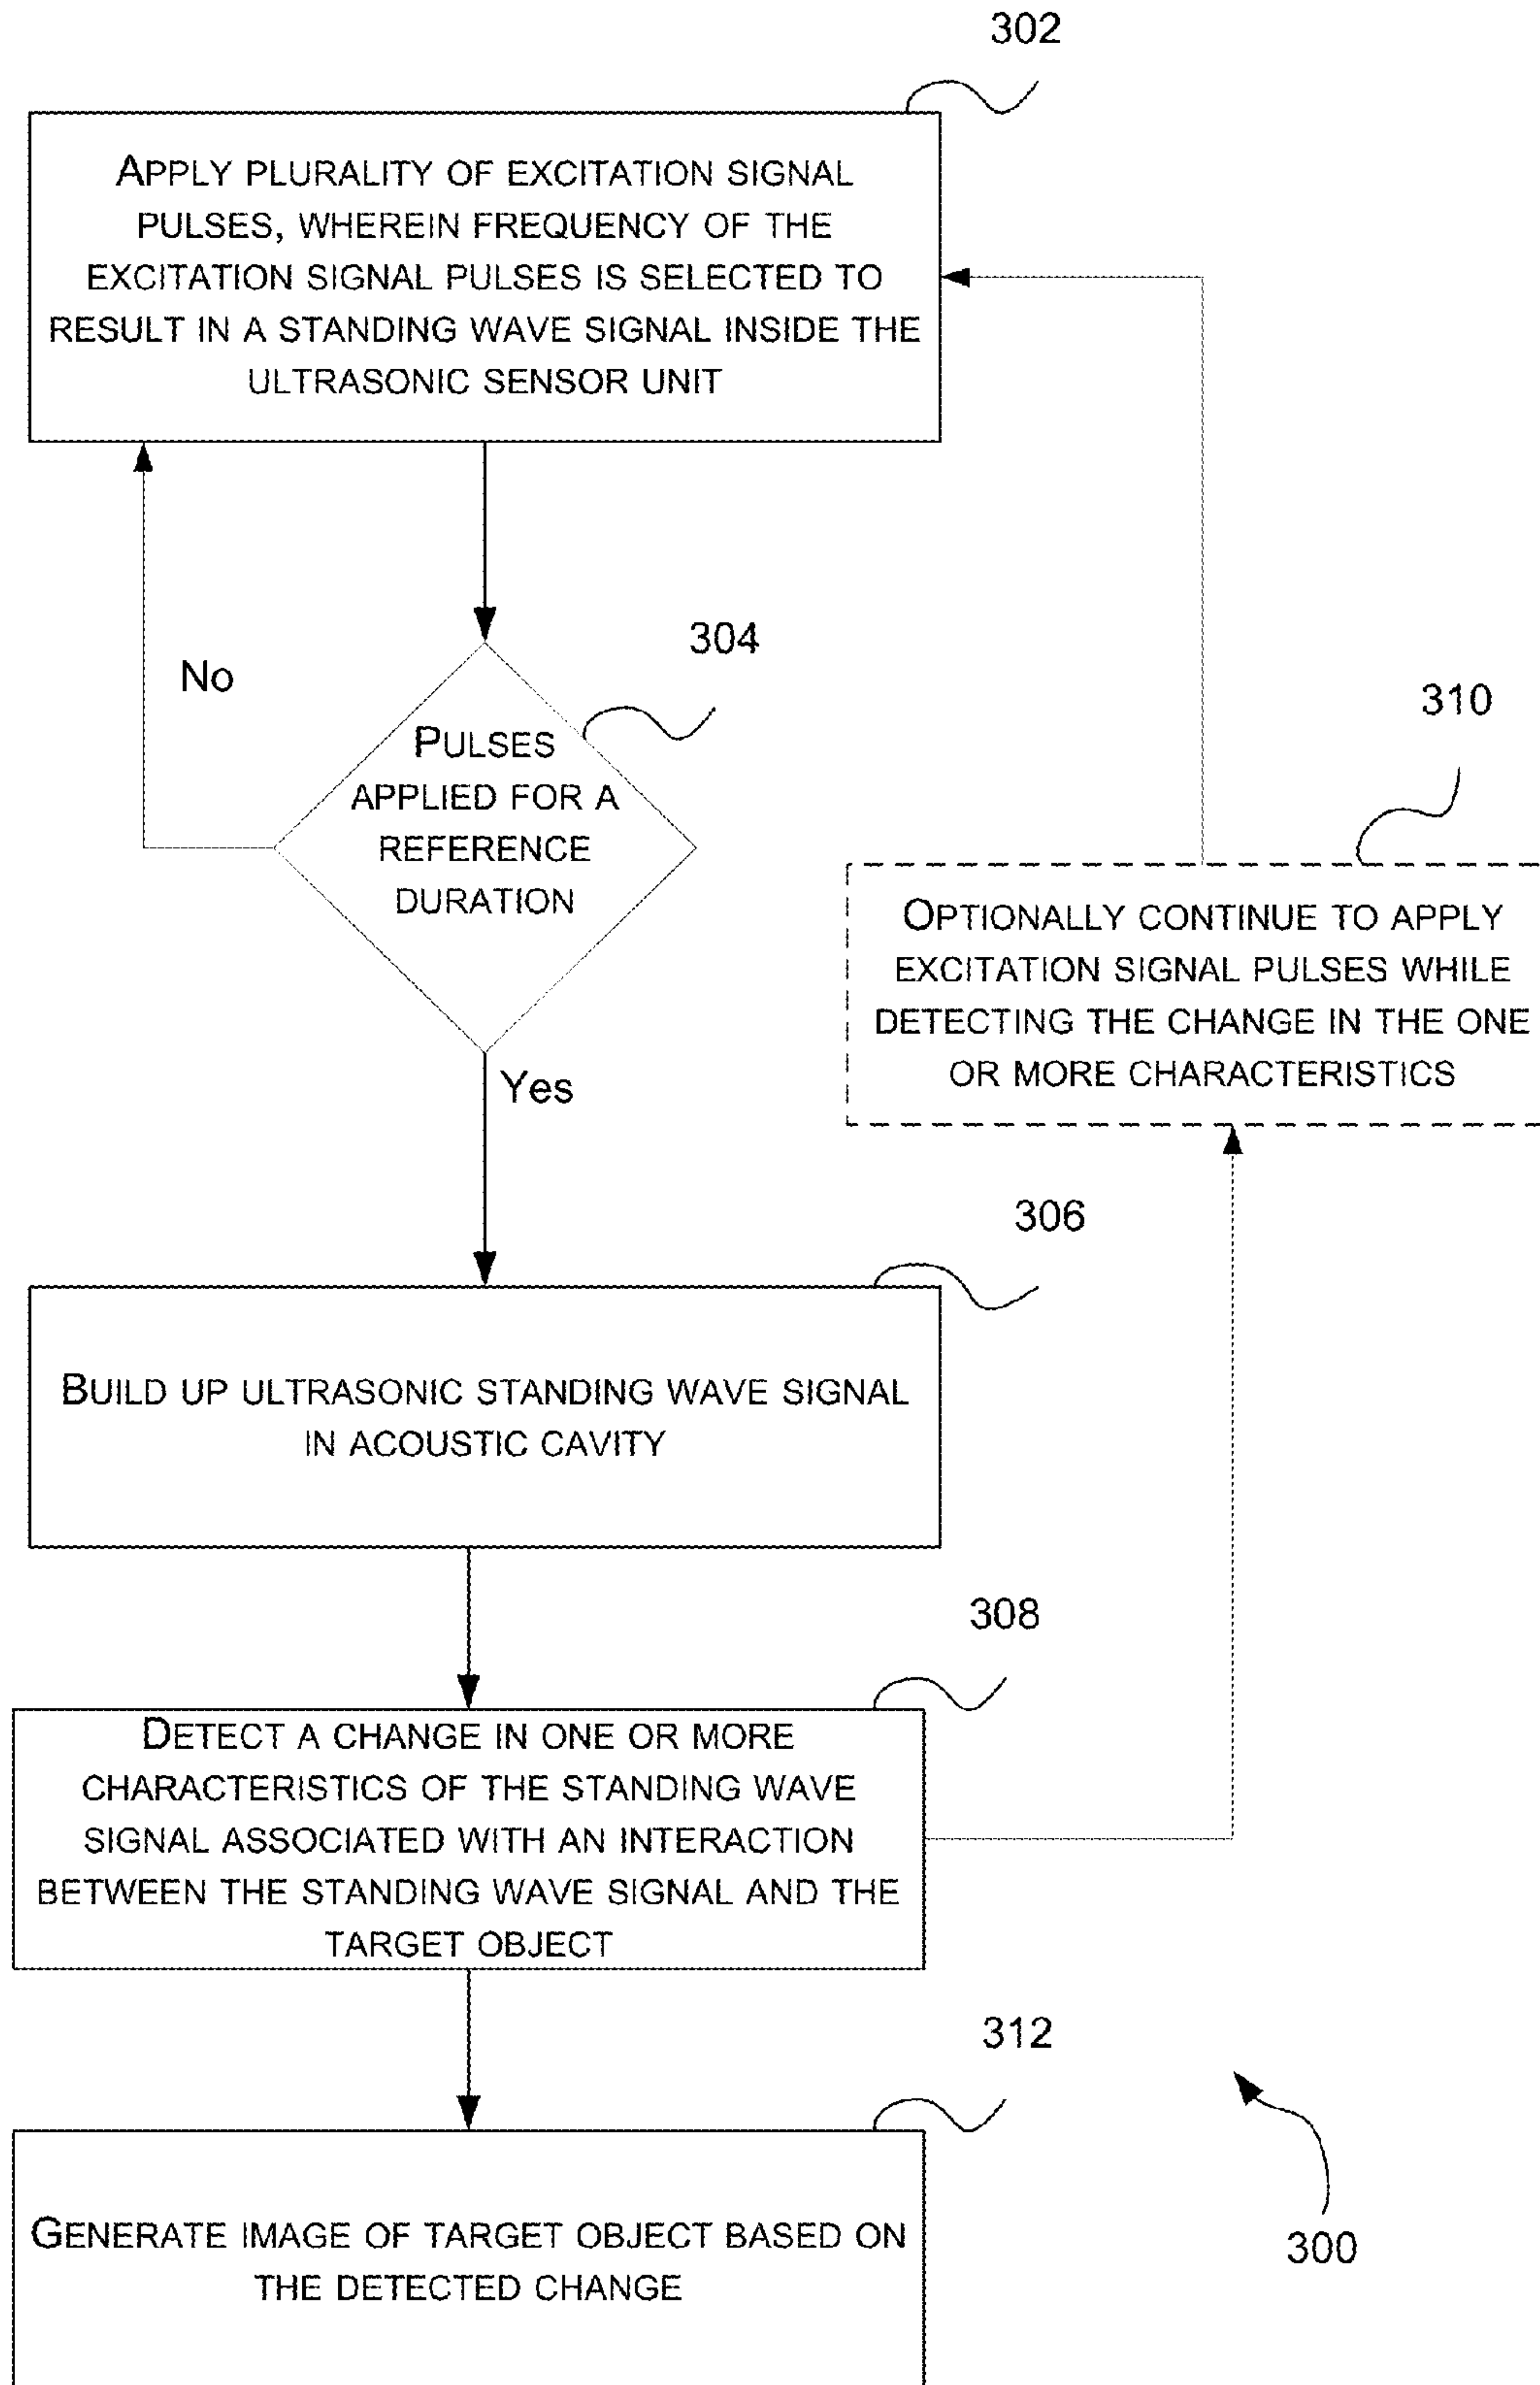 302
APPLY PLURALITY OF EXCITATION SIGNAL
PULSES, WHEREIN FREQUENCY OF THE
EXCITATION SIGNAL PULSES IS SELECTED TO
RESULT IN A STANDING WAVE SIGNAL INSIDE THE
ULTRASONIC SENSOR UNIT
304
No
PULSES
APPLIED FOR A
REFERENCE
DURATION
Yes
310
OPTIONALLY CONTINUE TO APPLY
EXCITATION SIGNAL PULSES WHILE
DETECTING THE CHANGE IN THE ONE
OR MORE CHARACTERISTICS
306
BUILD UP ULTRASONIC STANDING WAVE SIGNAL
IN ACOUSTIC CAVITY
308
DETECT A CHANGE IN ONE OR MORE
CHARACTERISTICS OF THE STANDING WAVE
SIGNAL ASSOCIATED WITH AN INTERACTION
BETWEEN THE STANDING WAVE SIGNAL AND THE
TARGET OBJECT
312
GENERATE IMAGE OF TARGET OBJECT BASED ON
THE DETECTED CHANGE
300